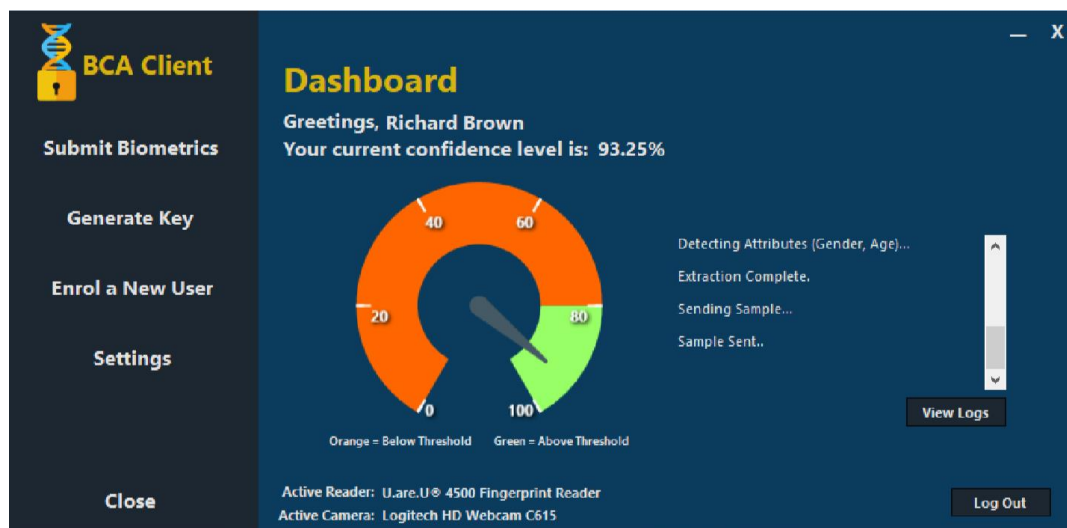 BCA Client
Submit Biometrics
Generate Key
Enrol a New User
Settings
Close
X
Dashboard
Greetings, Richard Brown
Your current confidence level is: 93.25%
0
20
40
60
80
100
Orange = Below Threshold Green = Above Threshold
Detecting Attributes (Gender, Age)...
Extraction Complete.
Sending Sample...
Sample Sent..
View Logs
Active Reader: U.are.U® 4500 Fingerprint Reader
Active Camera: Logitech HD Webcam C615
Log Out